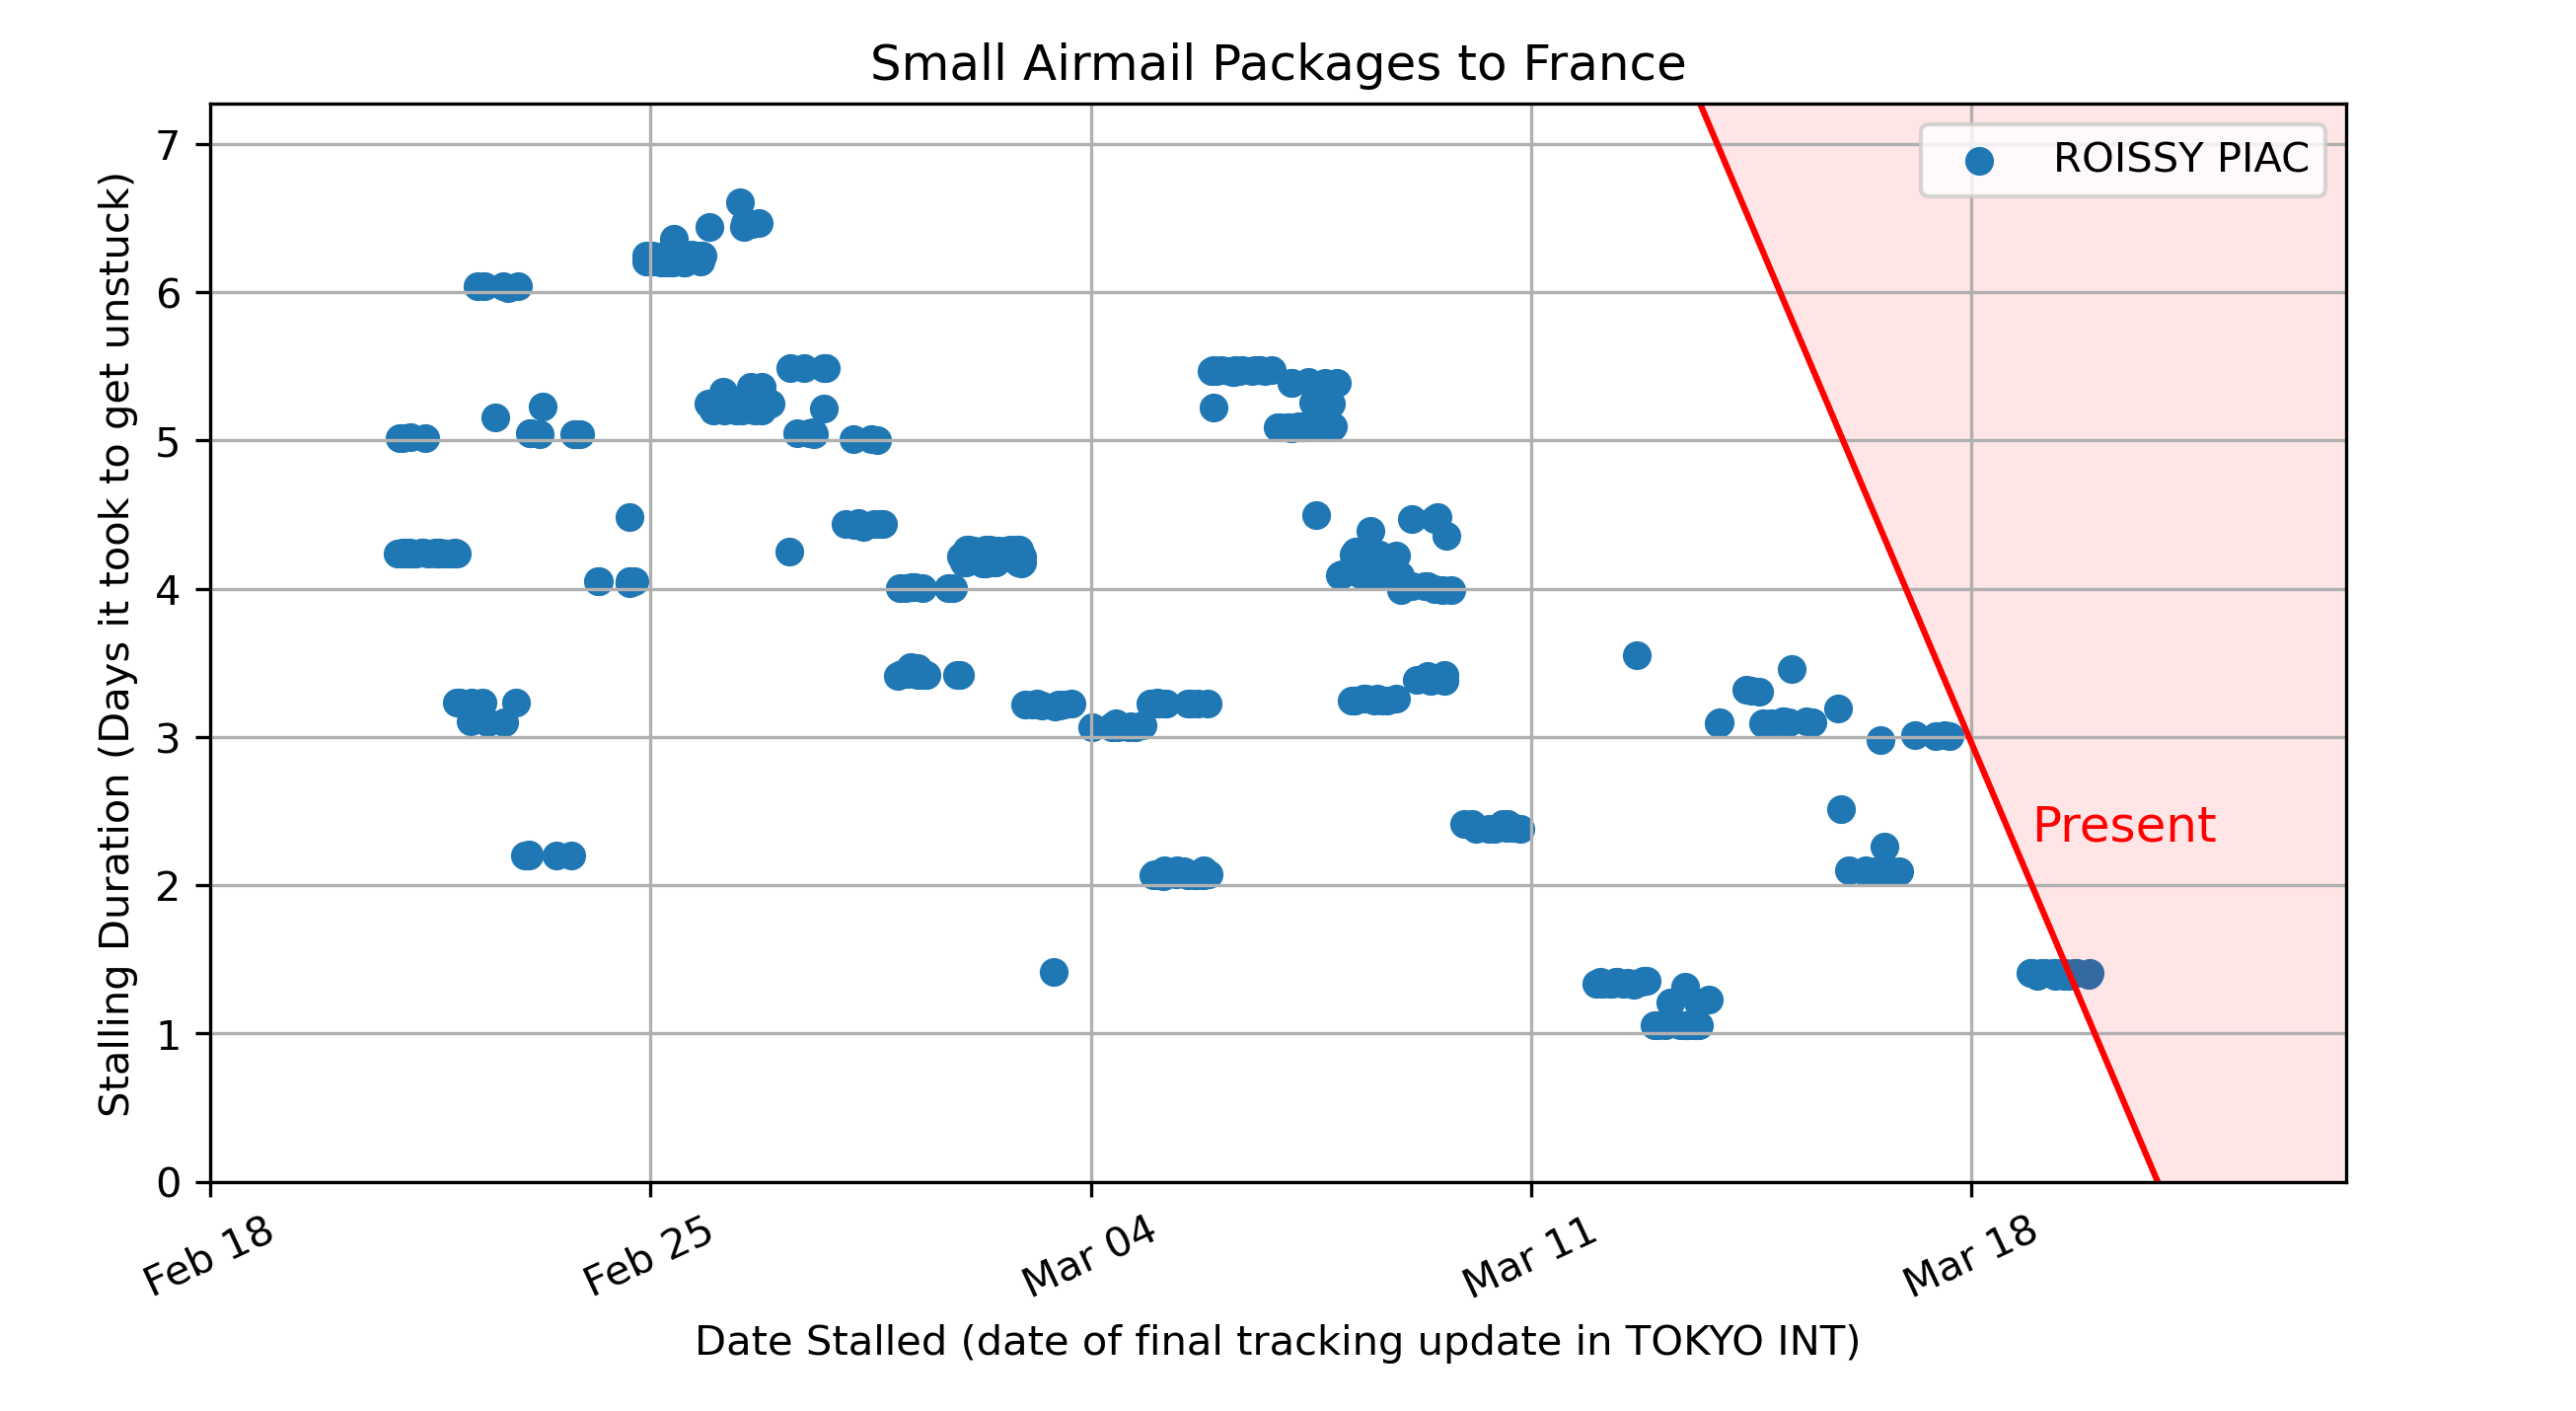 Small Airmail Packages to France
Stalling Duration (Days it took to get unstuck)
7
6
5
4
3
2
1
0
ROISSY PIAC
Present
Feb 18
Feb 25
Mar 04
Mar 11
Mar 18
Date Stalled (date of final tracking update in TOKYO INT)